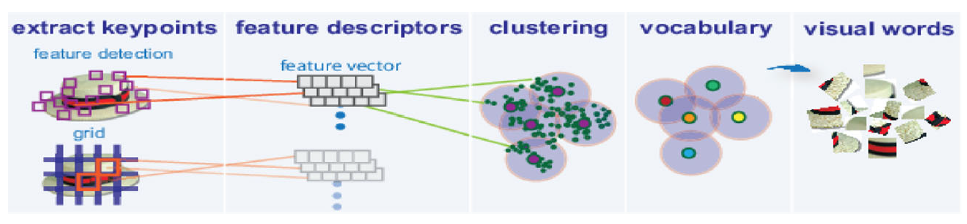 extract keypoints
feature detection
grid
feature descriptors
feature vector
clustering
vocabulary
visual words